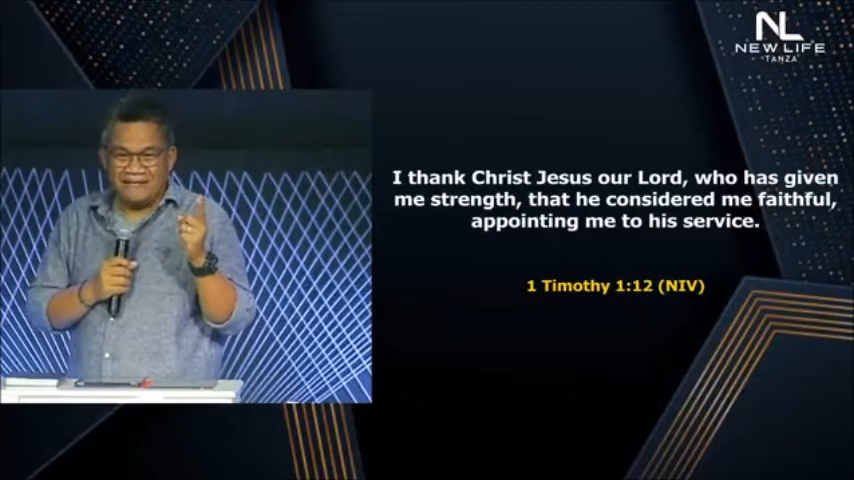 NL
NEW LIFE
TANZA
I thank Christ Jesus our Lord, who has given
me strength, that he considered me faithful,
appointing me to his service.
1 Timothy 1:12 (NIV)